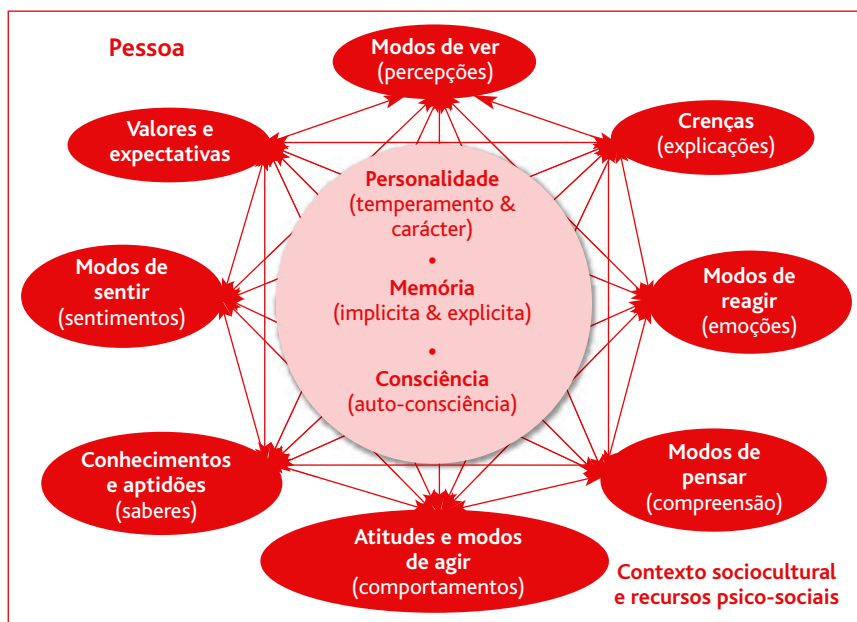 Pessoa
Modos de ver
(percepções)
Valores e
expectativas
Crenças
(explicações)
Personalidade
(temperamento &
carácter)
•
Memória
(implicita & explicita)
•
Consciência
(auto-consciência)
Modos de
sentir
(sentimentos)
Modos de
reagir
(emoções)
Conhecimentos
e aptidões
(saberes)
Modos de
pensar
(compreensão)
Atitudes e modos
de agir
(comportamentos)
Contexto sociocultural
e recursos psico-sociais